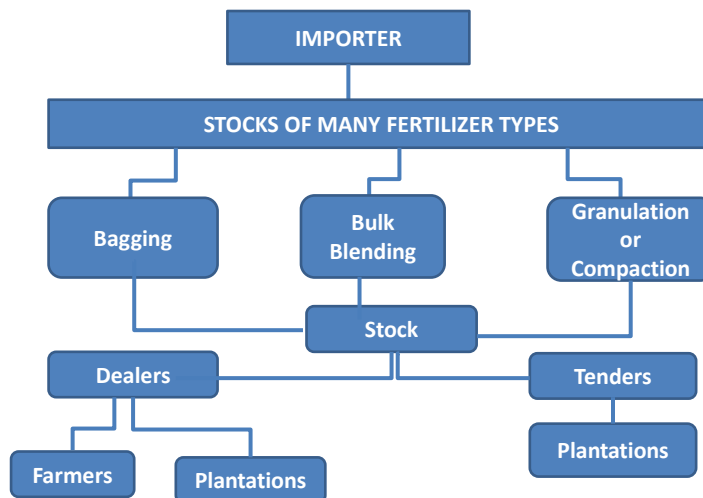 IMPORTER
STOCKS OF MANY FERTILIZER TYPES
Bagging
Bulk
Blending
Granulation
or
Compaction
Stock
Dealers
Tenders
Farmers
Plantations
Plantations